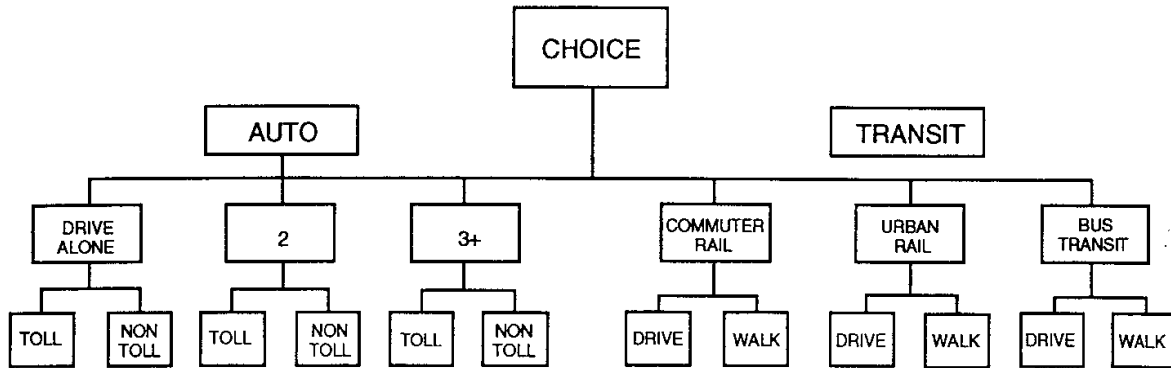 CHOICE
AUTO
TRANSIT
DRIVE
ALONE
2
3+
COMMUTER
RAIL
URBAN
RAIL
BUS
TRANSIT
TOLL
NON
TOLL
TOLL
NON
TOLL
TOLL
NON
TOLL
DRIVE
WALK
DRIVE
WALK
DRIVE
WALK